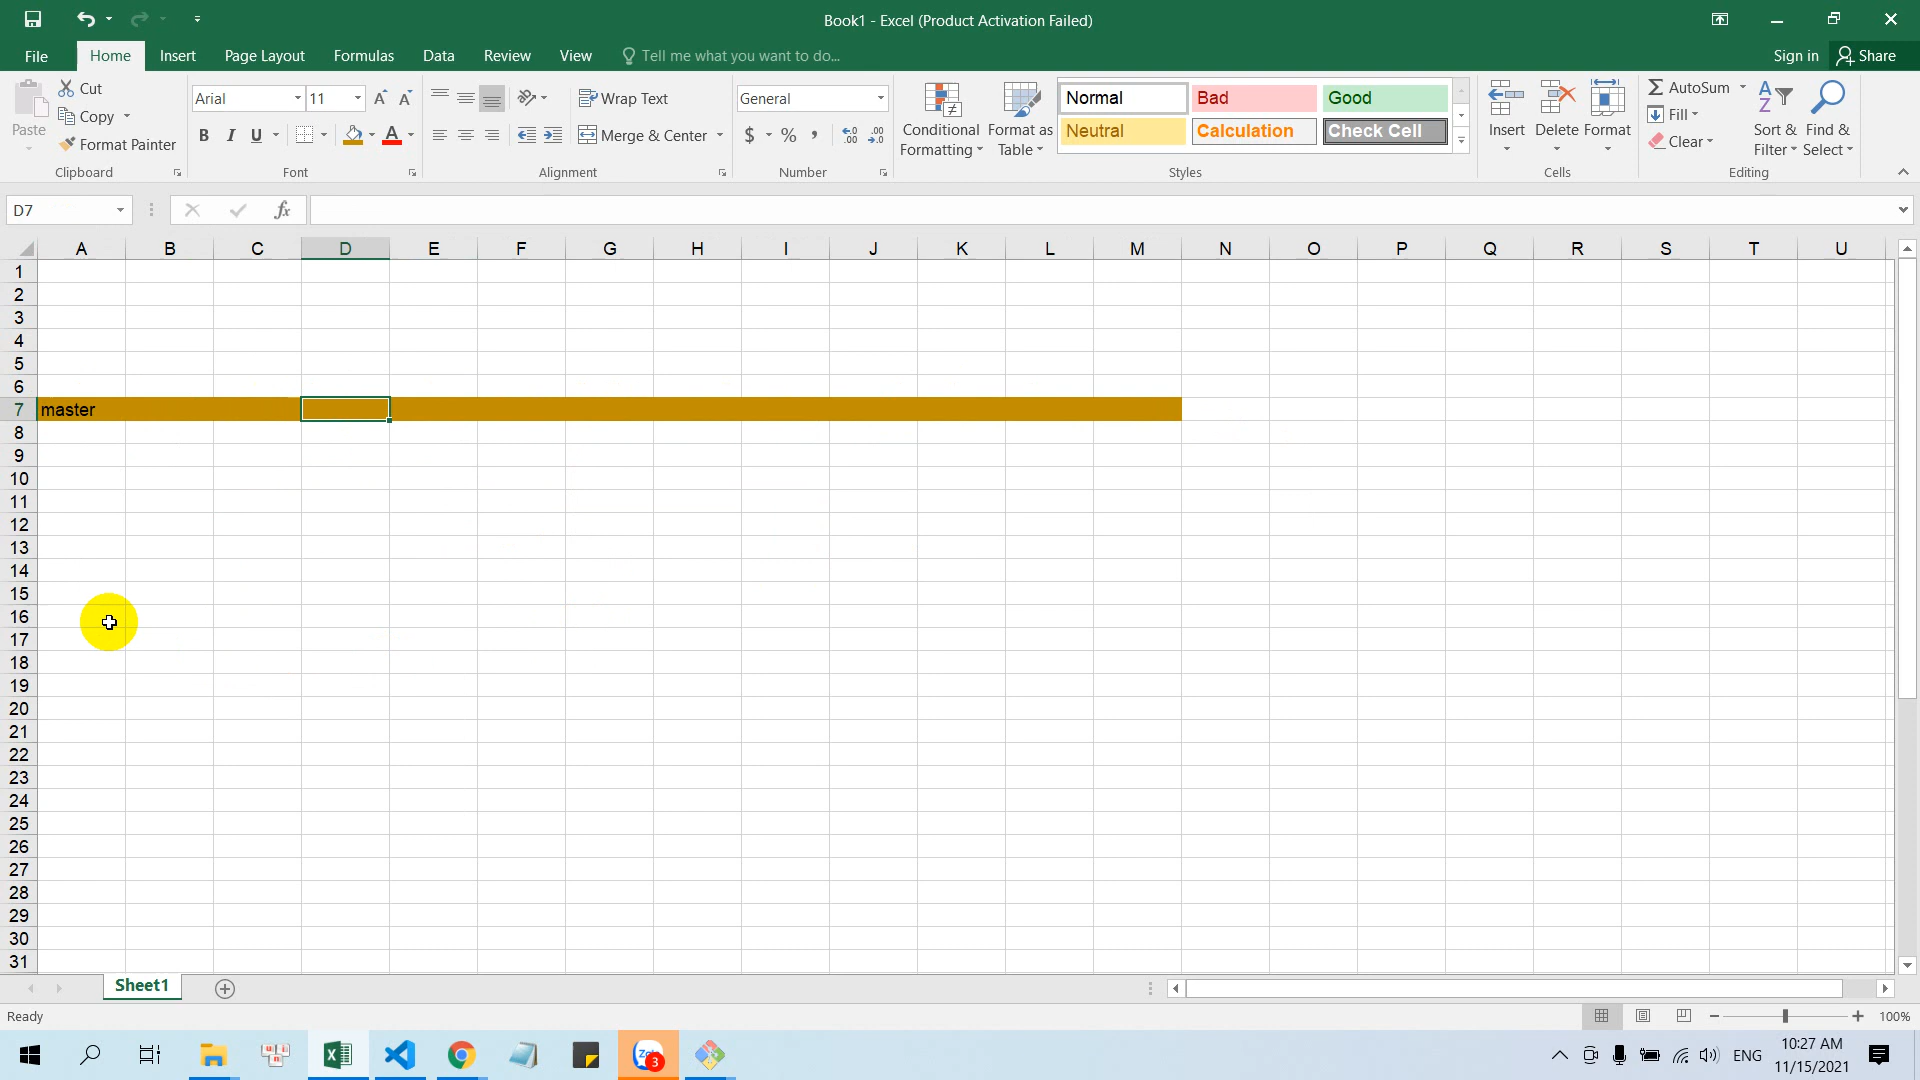 Book1 - Excel (Product Activation Failed)
File Home Insert Page Layout Formulas Data Review View Tell me what you want to do... Sign in Share
Paste
Cut
Copy
Format Painter
Clipboard
Arial 11
B I U A
Font
Wrap Text
Merge & Center
Alignment
General
$ % ,
Number
Conditional Formatting
Format as Table
Normal Bad Good
Neutral Calculation Check Cell
Styles
Insert Delete Format
Cells
AutoSum
Fill
Clear
Sort & Filter
Find & Select
Editing
D7 fx
A B C D E F G H I J K L M N O P Q R S T U
1
2
3
4
5
6
7 master
8
9
10
11
12
13
14
15
16
17
18
19
20
21
22
23
24
25
26
27
28
29
30
31
Sheet1
Ready 100%
3
ENG
10:27 AM
11/15/2021